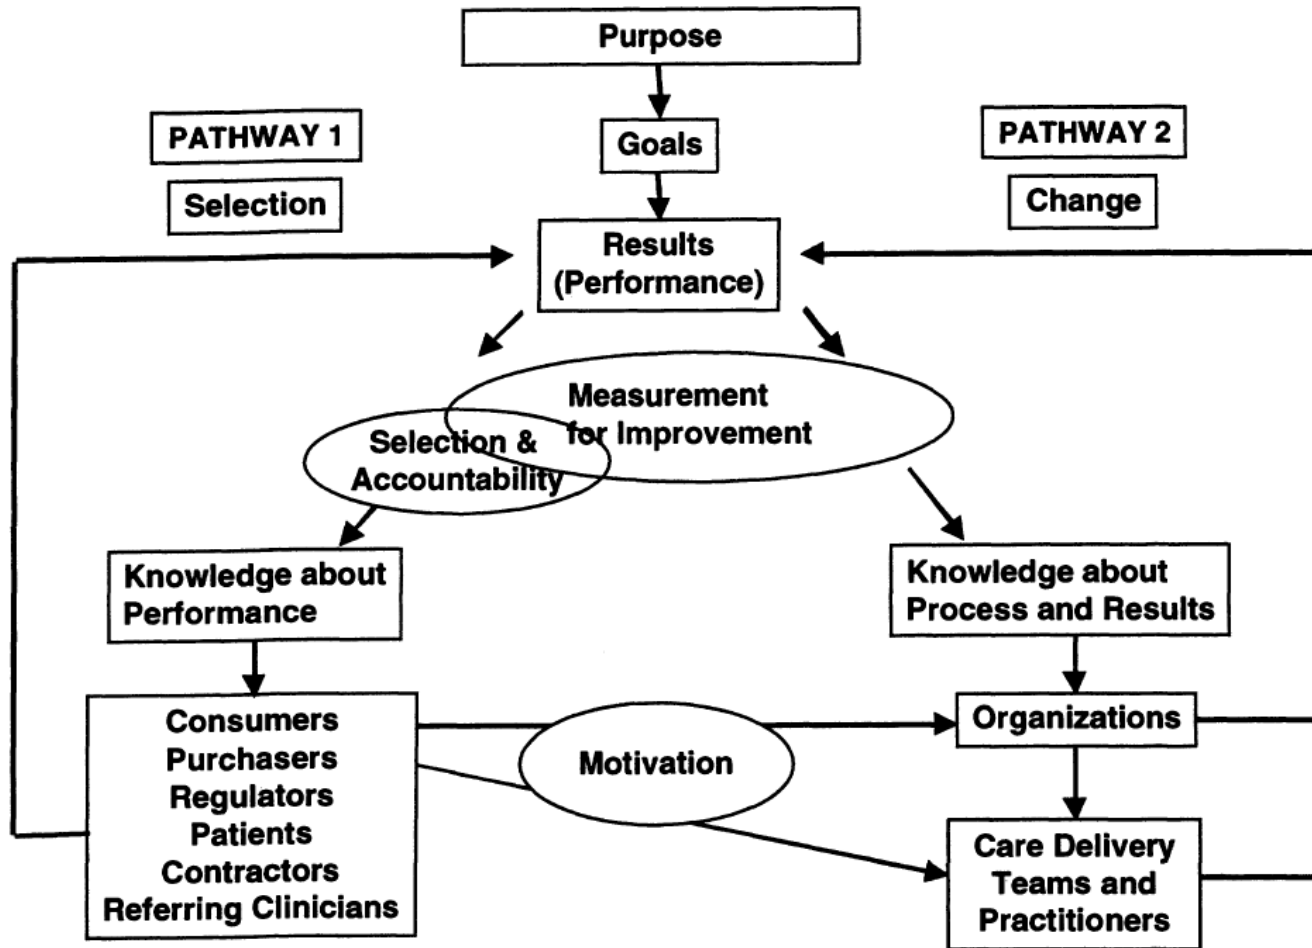 Purpose
PATHWAY 1
Goals
PATHWAY 2
Selection
Change
Results
(Performance)
Measurement
for Improvement
Selection &
Accountability
Knowledge about
Performance
Knowledge about
Process and Results
Consumers
Purchasers
Regulators
Patients
Contractors
Referring Clinicians
Motivation
Organizations
Care Delivery
Teams and
Practitioners